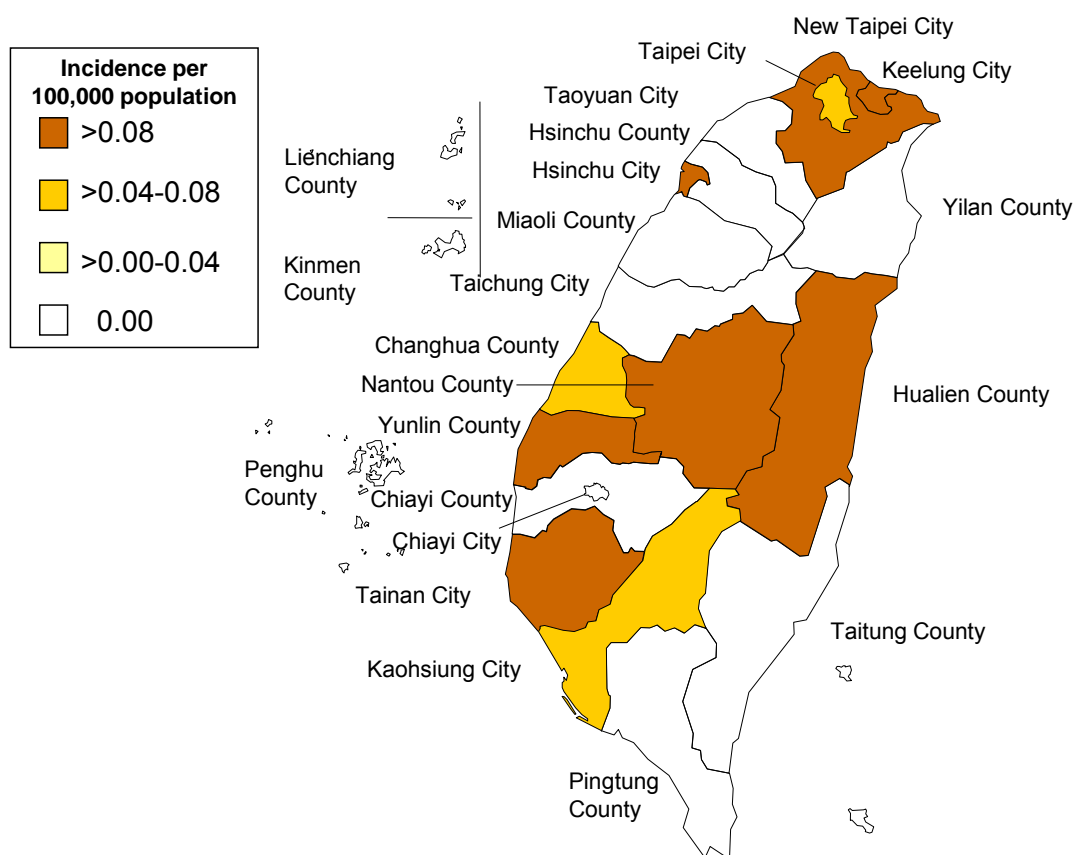 Incidence per
100,000 population
>0.08
>0.04-0.08
>0.00-0.04
0.00
New Taipei City
Taipei City
Keelung City
Taoyuan City
Hsinchu County
Lienchiang
County
Hsinchu City
Yilan County
Miaoli County
Kinmen
County
Taichung City
Changhua County
Nantou County
Hualien County
Yunlin County
Penghu
County
Chiayi County
Chiayi City
Tainan City
Taitung County
Kaohsiung City
Pingtung
County